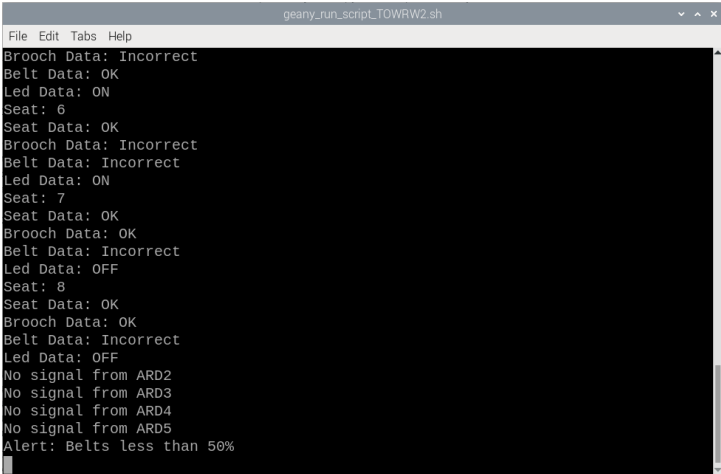 geany_run_script_TOWRW2.sh
File Edit Tabs Help
Brooch Data: Incorrect
Belt Data: OK
Led Data: ON
Seat: 6
Seat Data: OK
Brooch Data: Incorrect
Belt Data: Incorrect
Led Data: ON
Seat: 7
Seat Data: OK
Brooch Data: OK
Belt Data: Incorrect
Led Data: OFF
Seat: 8
Seat Data: OK
Brooch Data: OK
Belt Data: Incorrect
Led Data: OFF
No signal from ARD2
No signal from ARD3
No signal from ARD4
No signal from ARD5
Alert: Belts less than 50%